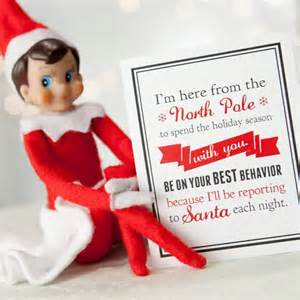 I'm here from the
North Pole
to spend the holiday season
with you.
BE ON YOUR BEST BEHAVIOR
because I'll be reporting
to Santa each night.